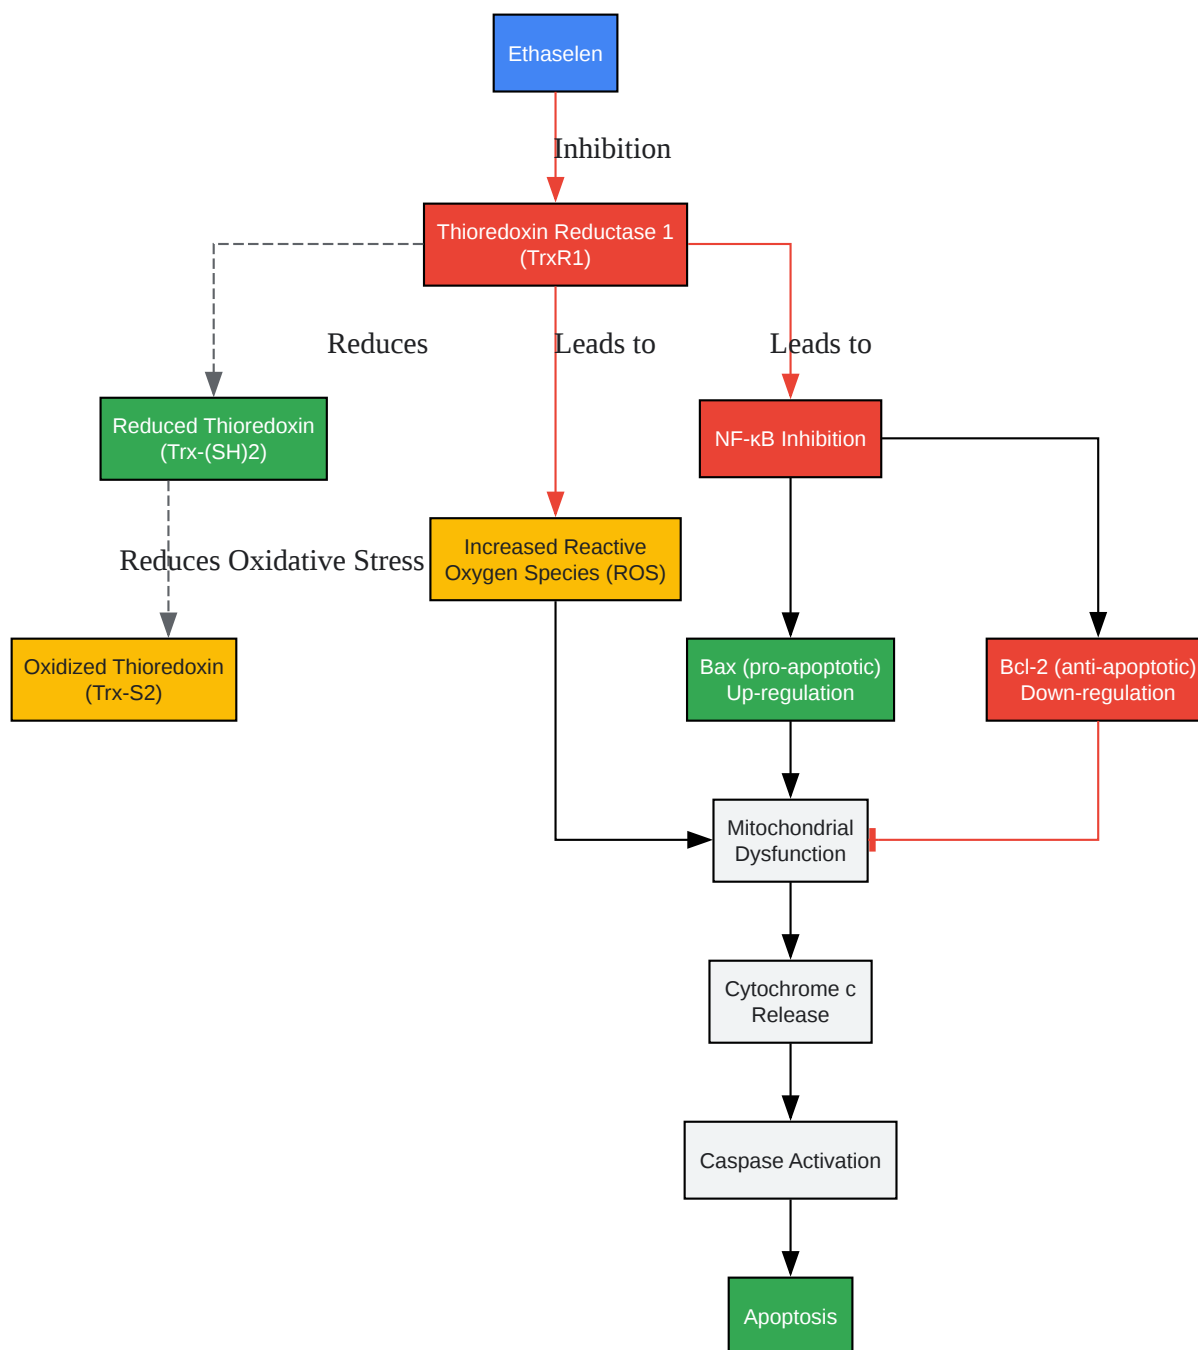 Ethaselen
Inhibition
Thioredoxin Reductase 1
(TrxR1)
Reduces
Leads to
Leads to
Reduced Thioredoxin
(Trx-(SH)2)
NF-κB Inhibition
Reduces Oxidative Stress
Increased Reactive
Oxygen Species (ROS)
Oxidized Thioredoxin
(Trx-S2)
Bax (pro-apoptotic)
Up-regulation
Bcl-2 (anti-apoptotic)
Down-regulation
Mitochondrial
Dysfunction
Cytochrome c
Release
Caspase Activation
Apoptosis